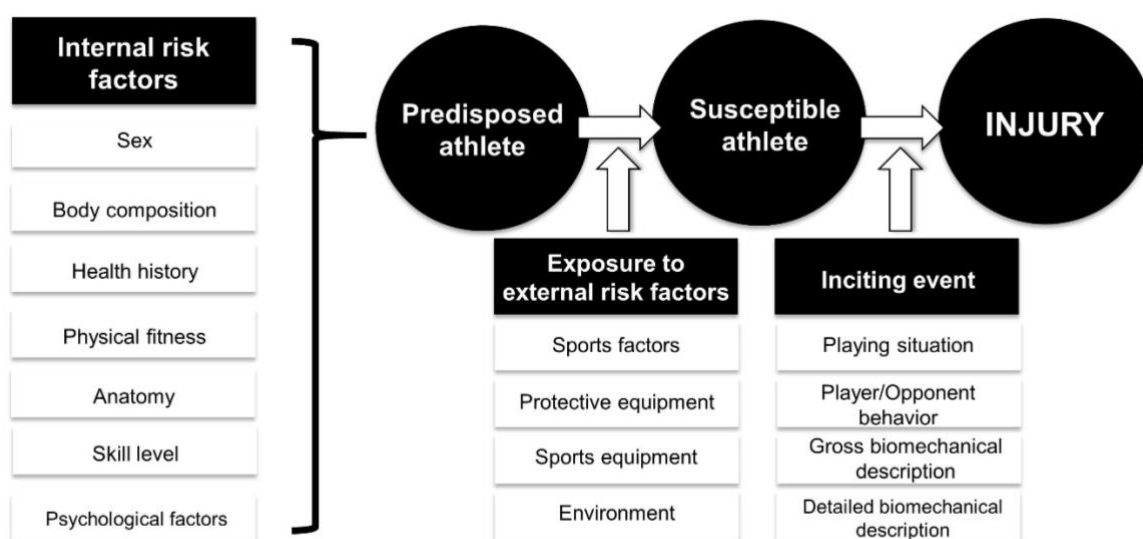 Internal risk
factors
Sex
Body composition
Health history
Physical fitness
Anatomy
Skill level
Psychological factors
Predisposed
athlete
Susceptible
athlete
INJURY
Exposure to
external risk factors
Sports factors
Protective equipment
Sports equipment
Environment
Inciting event
Playing situation
Player/Opponent
behavior
Gross biomechanical
description
Detailed biomechanical
description